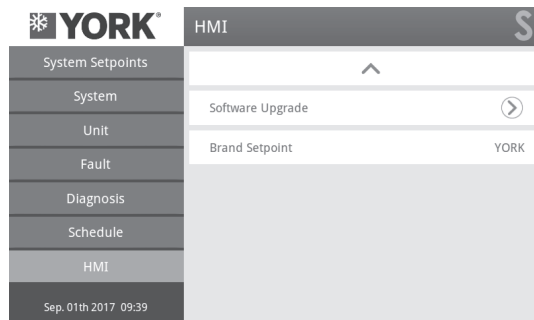 YORK®
HMI
S
System Setpoints
System
Unit
Fault
Diagnosis
Schedule
HMI
Sep. 01th 2017 09:39
Software Upgrade
Brand Setpoint YORK